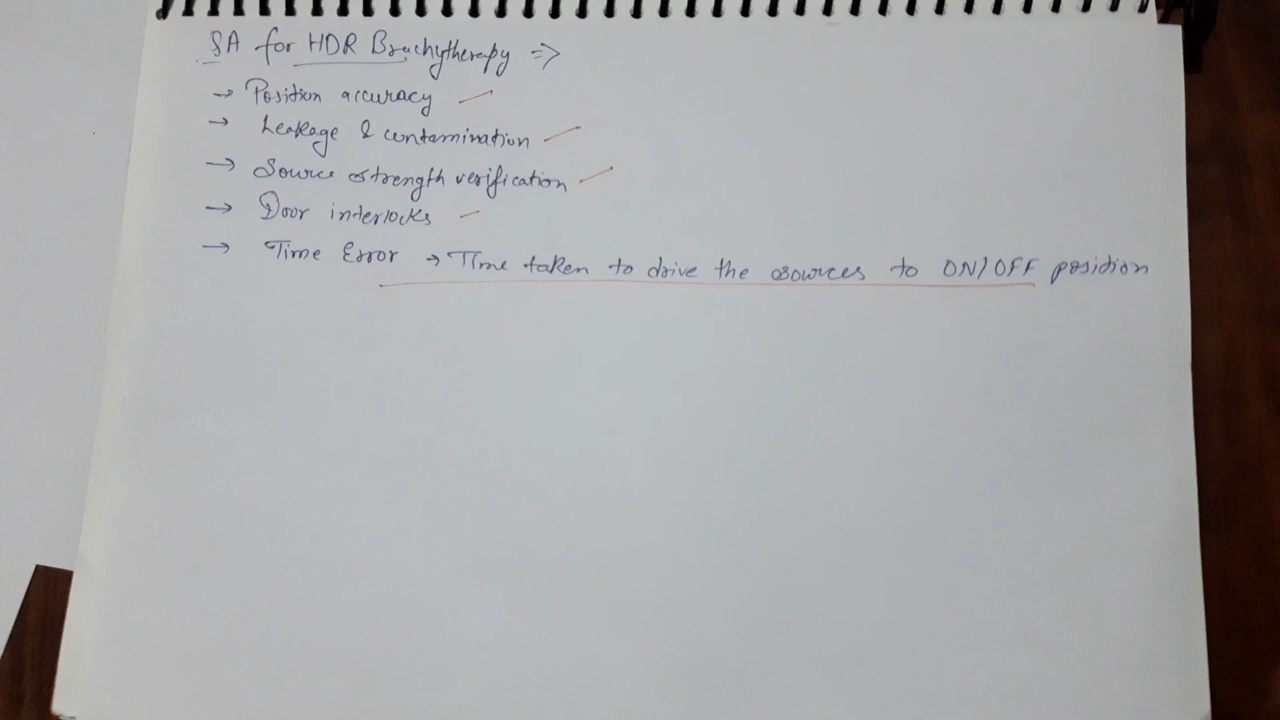 SA for HDR Brachytherapy ⇒
→ Position accuracy
→ Leakage & contamination
→ Source strength verification
→ Door interlocks
→ Time Error → Time taken to drive the sources to ON/OFF position